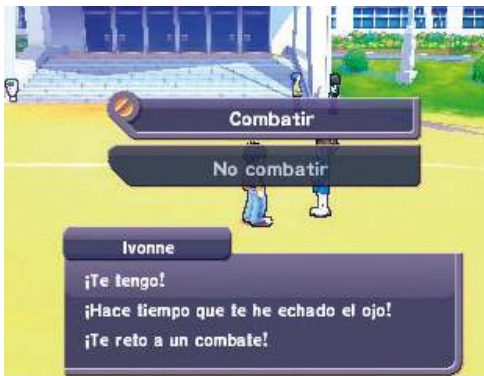 Combatir
No combatir
Ivonne
¡Te tengo!
¡Hace tiempo que te he echado el ojo!
¡Te reto a un combate!